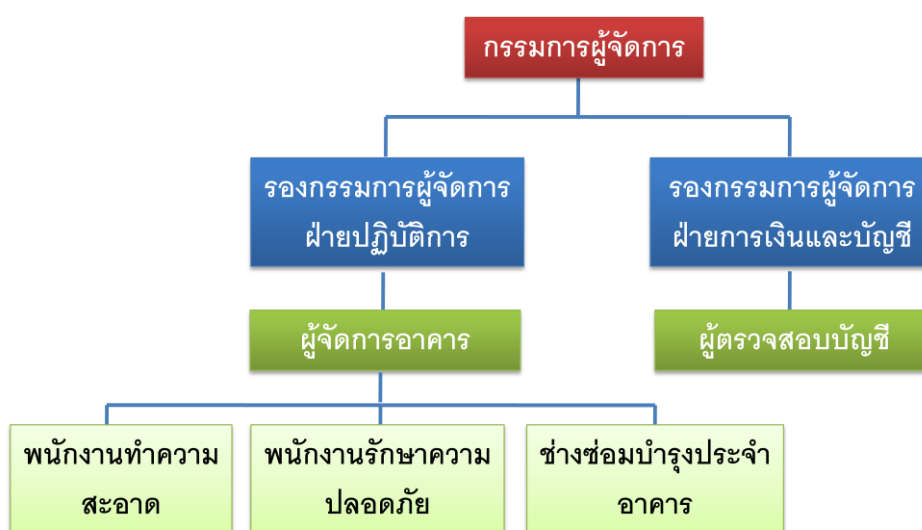 กรรมการผู้จัดการ
รองกรรมการผู้จัดการ
ฝ่ายปฏิบัติการ
รองกรรมการผู้จัดการ
ฝ่ายการเงินและบัญชี
ผู้จัดการอาคาร
ผู้ตรวจสอบบัญชี
พนักงานทำความ
สะอาด
พนักงานรักษาความ
ปลอดภัย
ช่างซ่อมบำรุงประจำ
อาคาร